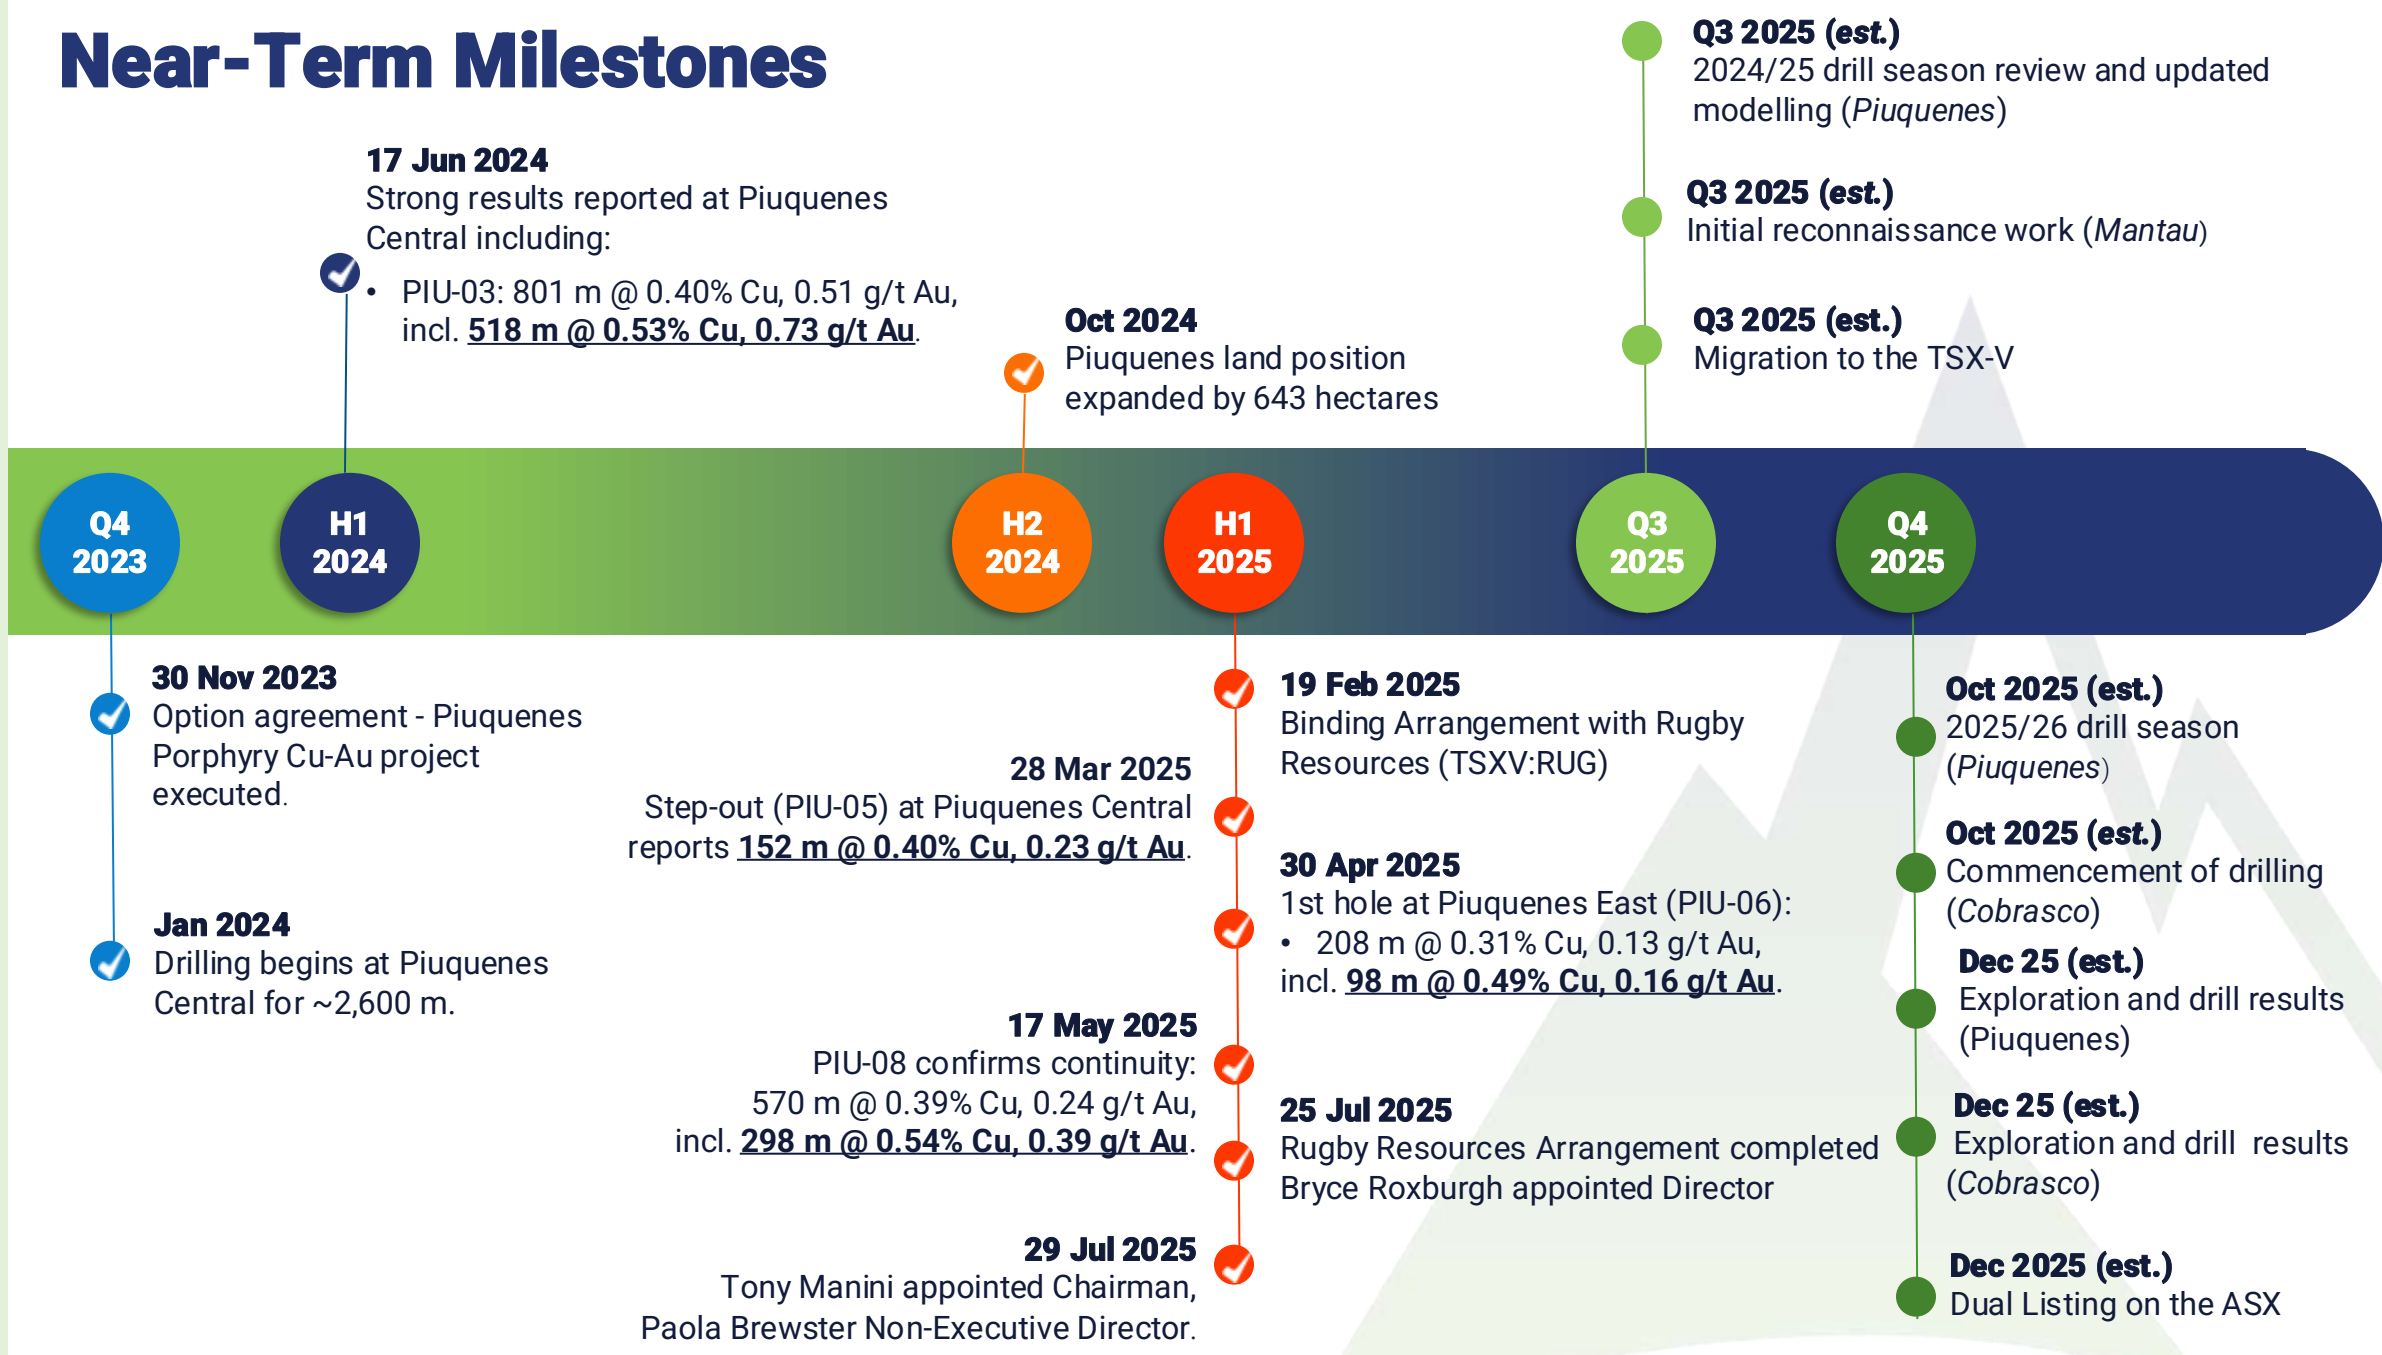 Near-Term Milestones
17 Jun 2024
Strong results reported at Piuquenes
Central including:
• PIU-03: 801 m @ 0.40% Cu, 0.51 g/t Au,
incl. 518 m @ 0.53% Cu, 0.73 g/t Au.
Oct 2024
Piuquenes land position
expanded by 643 hectares
Q3 2025 (est.)
2024/25 drill season review and updated
modelling (Piuquenes)
Q3 2025 (est.)
Initial reconnaissance work (Mantau)
Q3 2025 (est.)
Migration to the TSX-V
Q4
2023
H1
2024
H2
2024
H1
2025
Q3
2025
Q4
2025
30 Nov 2023
Option agreement - Piuquenes
Porphyry Cu-Au project
executed.
Jan 2024
Drilling begins at Piuquenes
Central for ~2,600 m.
19 Feb 2025
Binding Arrangement with Rugby
Resources (TSXV:RUG)
28 Mar 2025
Step-out (PIU-05) at Piuquenes Central
reports 152 m @ 0.40% Cu, 0.23 g/t Au.
30 Apr 2025
1st hole at Piuquenes East (PIU-06):
• 208 m @ 0.31% Cu, 0.13 g/t Au,
incl. 98 m @ 0.49% Cu, 0.16 g/t Au.
17 May 2025
PIU-08 confirms continuity:
570 m @ 0.39% Cu, 0.24 g/t Au,
incl. 298 m @ 0.54% Cu, 0.39 g/t Au.
25 Jul 2025
Rugby Resources Arrangement completed
Bryce Roxburgh appointed Director
29 Jul 2025
Tony Manini appointed Chairman,
Paola Brewster Non-Executive Director.
Oct 2025 (est.)
2025/26 drill season
(Piuquenes)
Oct 2025 (est.)
Commencement of drilling
(Cobrasco)
Dec 25 (est.)
Exploration and drill results
(Piuquenes)
Dec 25 (est.)
Exploration and drill results
(Cobrasco)
Dec 2025 (est.)
Dual Listing on the ASX